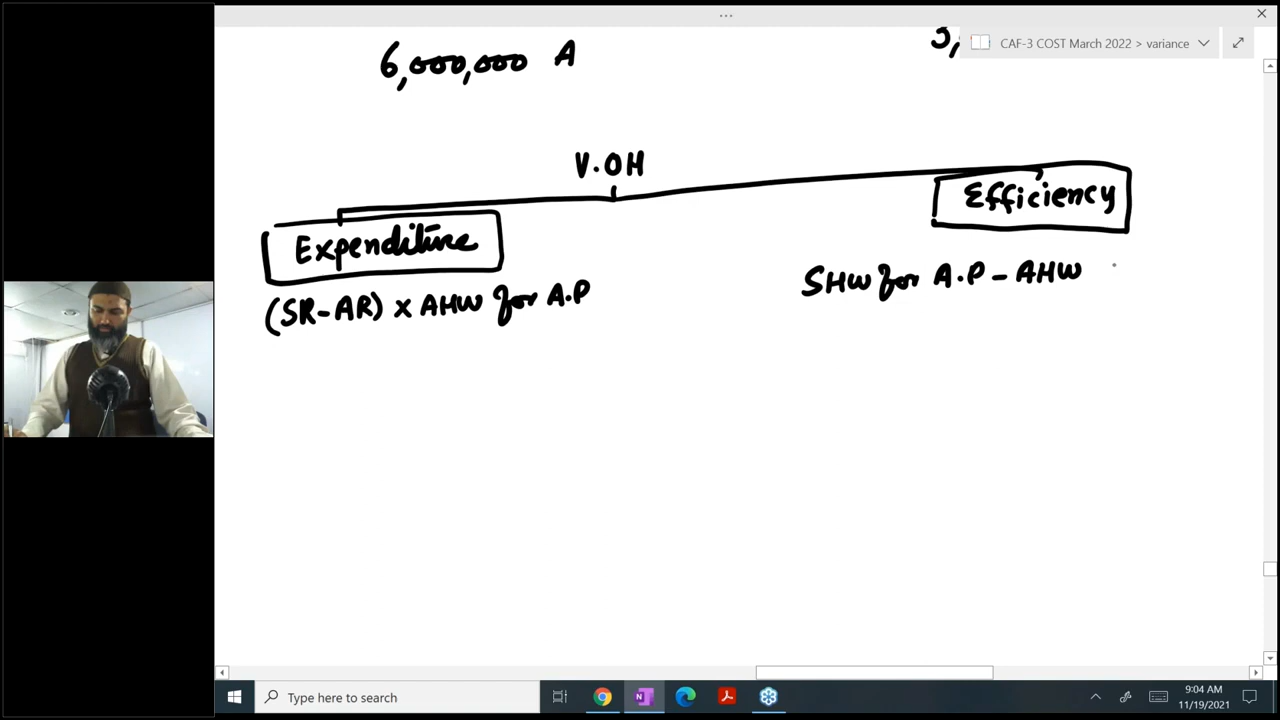 6,000,000 A
CAF-3 COST March 2022 > variance
V.OH
Expenditure
Efficiency
(SR-AR) x AHW for A.P
SHW for A.P - AHW
Type here to search
9:04 AM
11/19/2021